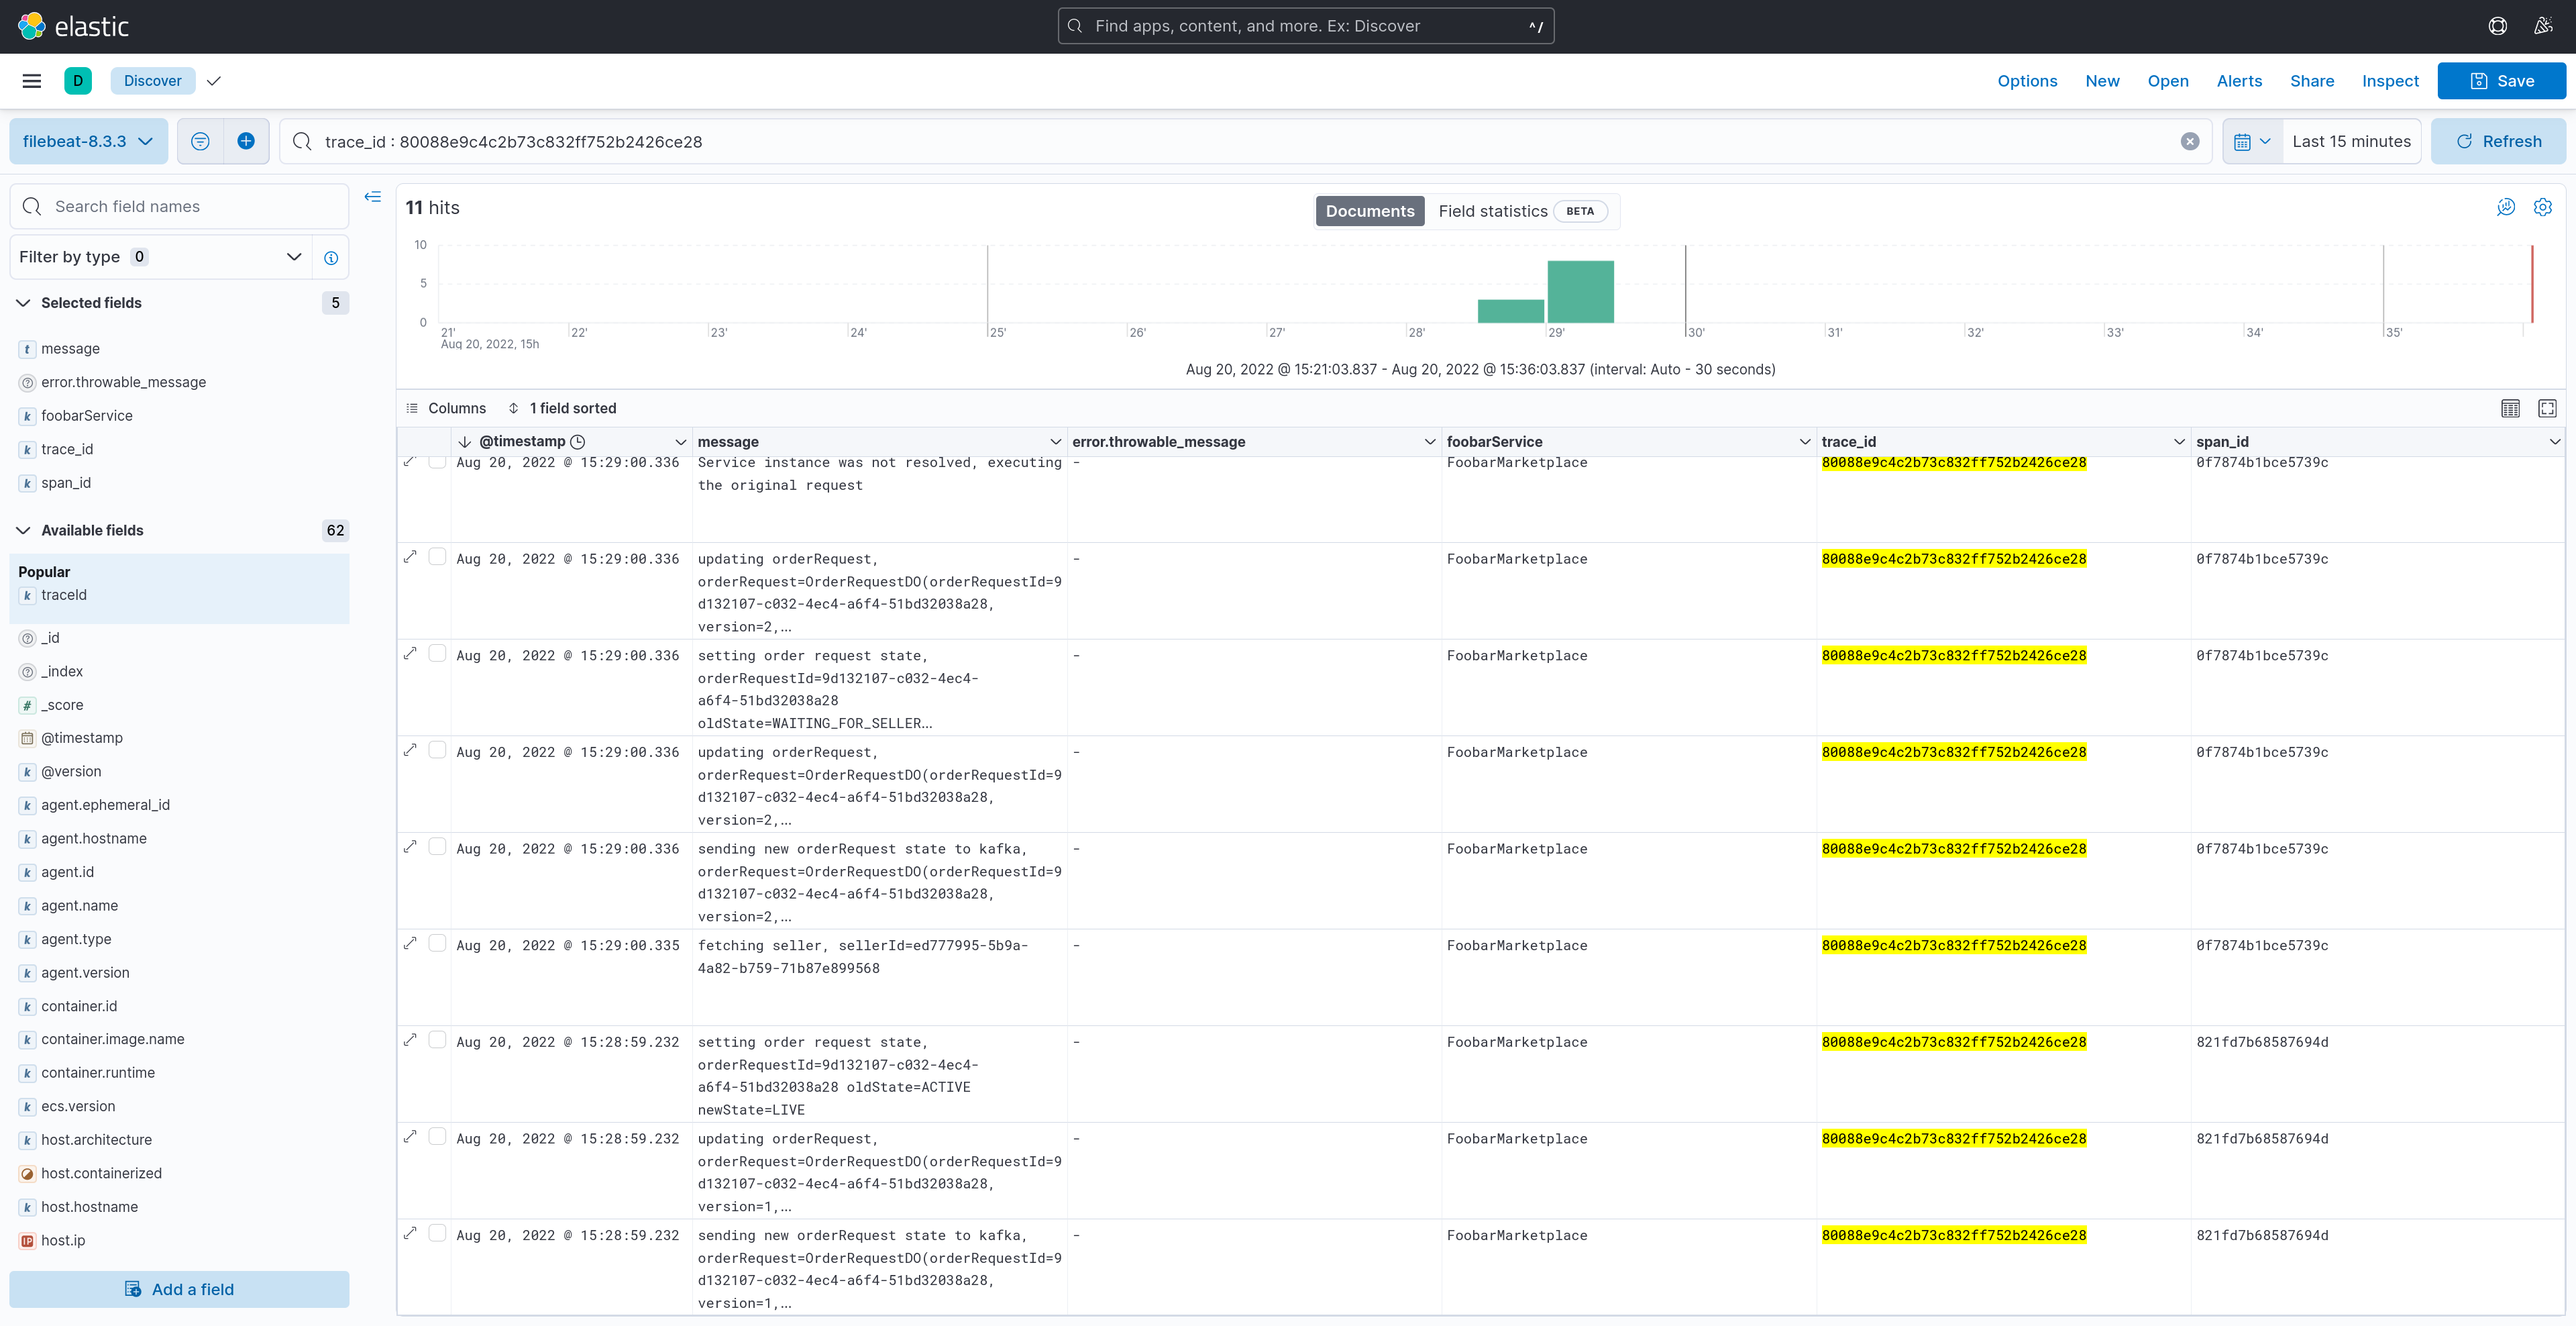 elastic
Find apps, content, and more. Ex: Discover
^/
D
Discover
Options
New
Open
Alerts
Share
Inspect
Save
filebeat-8.3.3
trace_id : 80088e9c4c2b73c832ff752b2426ce28
Last 15 minutes
Refresh
Search field names
Filter by type 0
Selected fields 5
t message
error.throwable_message
k foobarService
k trace_id
k span_id
Available fields 62
Popular
k traceId
_id
_index
# _score
@timestamp
k @version
k agent.ephemeral_id
k agent.hostname
k agent.id
k agent.name
k agent.type
k agent.version
k container.id
k container.image.name
k container.runtime
k ecs.version
k host.architecture
host.containerized
k host.hostname
IP host.ip
Add a field
11 hits
Documents
Field statistics BETA
10
5
0
21' 22' 23' 24' 25' 26' 27' 28' 29' 30' 31' 32' 33' 34' 35'
Aug 20, 2022, 15h
Aug 20, 2022 @ 15:21:03.837 - Aug 20, 2022 @ 15:36:03.837 (interval: Auto - 30 seconds)
Columns 1 field sorted
@timestamp message error.throwable_message foobarService trace_id span_id
Aug 20, 2022 @ 15:29:00.336 Service instance was not resolved, executing - FoobarMarketplace 80088e9c4c2b73c832ff752b2426ce28 0f7874b1bce5739c
the original request
Aug 20, 2022 @ 15:29:00.336 updating orderRequest, - FoobarMarketplace 80088e9c4c2b73c832ff752b2426ce28 0f7874b1bce5739c
orderRequest=OrderRequestDO(orderRequestId=9
d132107-c032-4ec4-a6f4-51bd32038a28,
version=2,...
Aug 20, 2022 @ 15:29:00.336 setting order request state, - FoobarMarketplace 80088e9c4c2b73c832ff752b2426ce28 0f7874b1bce5739c
orderRequestId=9d132107-c032-4ec4-
a6f4-51bd32038a28
oldState=WAITING_FOR_SELLER...
Aug 20, 2022 @ 15:29:00.336 updating orderRequest, - FoobarMarketplace 80088e9c4c2b73c832ff752b2426ce28 0f7874b1bce5739c
orderRequest=OrderRequestDO(orderRequestId=9
d132107-c032-4ec4-a6f4-51bd32038a28,
version=2,...
Aug 20, 2022 @ 15:29:00.336 sending new orderRequest state to kafka, - FoobarMarketplace 80088e9c4c2b73c832ff752b2426ce28 0f7874b1bce5739c
orderRequest=OrderRequestDO(orderRequestId=9
d132107-c032-4ec4-a6f4-51bd32038a28,
version=2,...
Aug 20, 2022 @ 15:29:00.335 fetching seller, sellerId=ed777995-5b9a- - FoobarMarketplace 80088e9c4c2b73c832ff752b2426ce28 0f7874b1bce5739c
4a82-b759-71b87e899568
Aug 20, 2022 @ 15:28:59.232 setting order request state, - FoobarMarketplace 80088e9c4c2b73c832ff752b2426ce28 821fd7b68587694d
orderRequestId=9d132107-c032-4ec4-
a6f4-51bd32038a28 oldState=ACTIVE
newState=LIVE
Aug 20, 2022 @ 15:28:59.232 updating orderRequest, - FoobarMarketplace 80088e9c4c2b73c832ff752b2426ce28 821fd7b68587694d
orderRequest=OrderRequestDO(orderRequestId=9
d132107-c032-4ec4-a6f4-51bd32038a28,
version=1,...
Aug 20, 2022 @ 15:28:59.232 sending new orderRequest state to kafka, - FoobarMarketplace 80088e9c4c2b73c832ff752b2426ce28 821fd7b68587694d
orderRequest=OrderRequestDO(orderRequestId=9
d132107-c032-4ec4-a6f4-51bd32038a28,
version=1,...